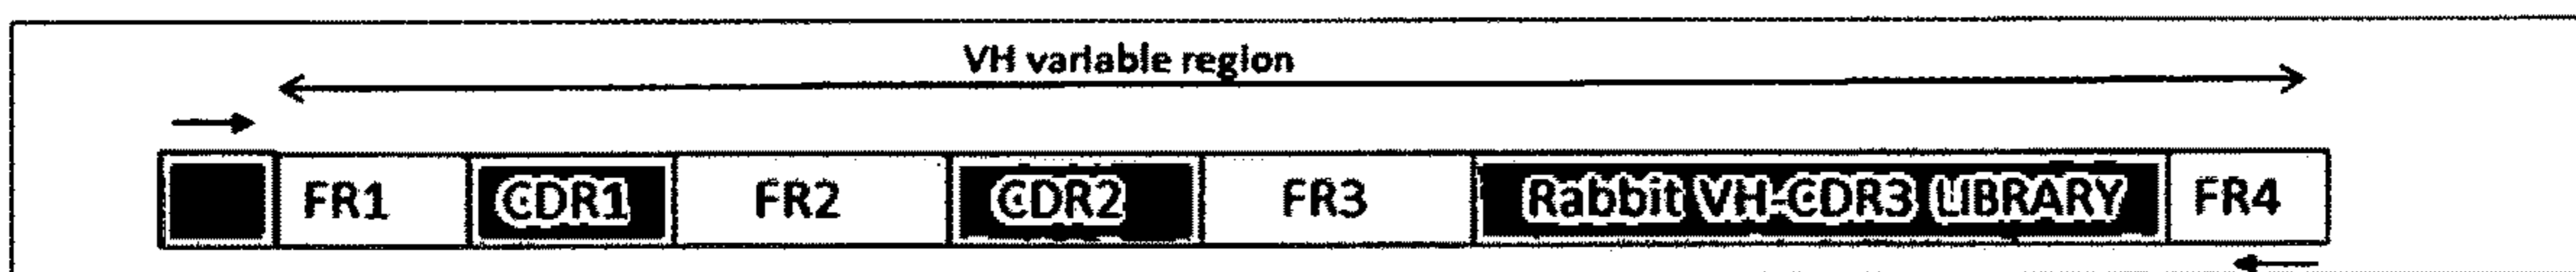 VH variable region
FR1 CDR1 FR2 CDR2 FR3 Rabbit VH-CDR3 LIBRARY FR4